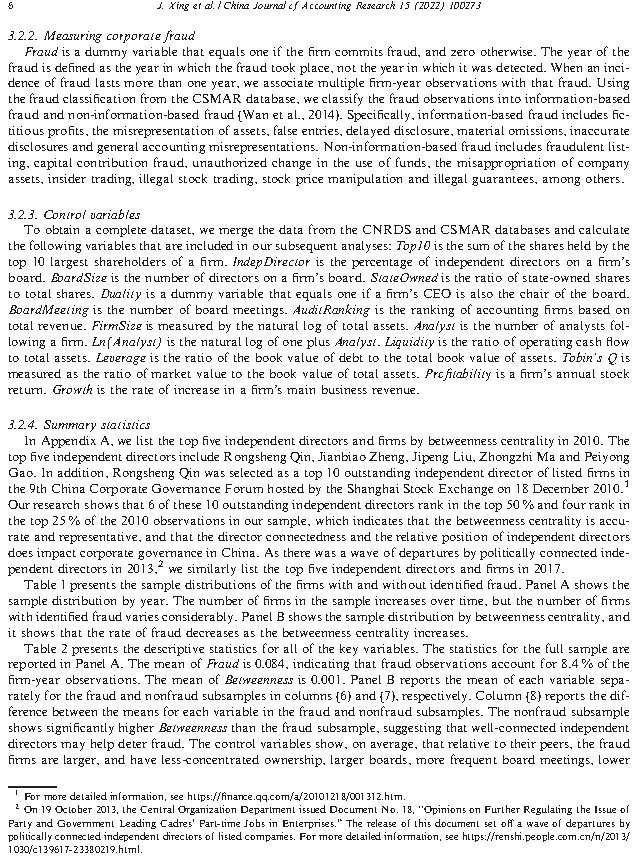 6
J. Xing et al. / China Journal of Accounting Research 15 (2022) 100273
3.2.2. Measuring corporate fraud
Fraud is a dummy variable that equals one if the firm commits fraud, and zero otherwise. The year of the
fraud is defined as the year in which the fraud took place, not the year in which it was detected. When an inci-
dence of fraud lasts more than one year, we associate multiple firm-year observations with that fraud. Using
the fraud classification from the CSMAR database, we classify the fraud observations into information-based
fraud and non-information-based fraud (Wan et al., 2014). Specifically, information-based fraud includes fic-
titious profits, the misrepresentation of assets, false entries, delayed disclosure, material omissions, inaccurate
disclosures and general accounting misrepresentations. Non-information-based fraud includes fraudulent list-
ing, capital contribution fraud, unauthorized change in the use of funds, the misappropriation of company
assets, insider trading, illegal stock trading, stock price manipulation and illegal guarantees, among others.
3.2.3. Control variables
To obtain a complete dataset, we merge the data from the CNRDS and CSMAR databases and calculate
the following variables that are included in our subsequent analyses: Top10 is the sum of the shares held by the
top 10 largest shareholders of a firm. IndepDirector is the percentage of independent directors on a firm's
board. BoardSize is the number of directors on a firm's board. StateOwned is the ratio of state-owned shares
to total shares. Duality is a dummy variable that equals one if a firm's CEO is also the chair of the board.
BoardMeeting is the number of board meetings. AuditRanking is the ranking of accounting firms based on
total revenue. FirmSize is measured by the natural log of total assets. Analyst is the number of analysts fol-
lowing a firm. Ln(Analyst) is the natural log of one plus Analyst. Liquidity is the ratio of operating cash flow
to total assets. Leverage is the ratio of the book value of debt to the total book value of assets. Tobin's Q is
measured as the ratio of market value to the book value of total assets. Profitability is a firm's annual stock
return. Growth is the rate of increase in a firm's main business revenue.
3.2.4. Summary statistics
In Appendix A, we list the top five independent directors and firms by betweenness centrality in 2010. The
top five independent directors include Rongsheng Qin, Jianbiao Zheng, Jipeng Liu, Zhongzhi Ma and Peiyong
Gao. In addition, Rongsheng Qin was selected as a top 10 outstanding independent director of listed firms in
the 9th China Corporate Governance Forum hosted by the Shanghai Stock Exchange on 18 December 2010.1
Our research shows that 6 of these 10 outstanding independent directors rank in the top 50 % and four rank in
the top 25 % of the 2010 observations in our sample, which indicates that the betweenness centrality is accu-
rate and representative, and that the director connectedness and the relative position of independent directors
does impact corporate governance in China. As there was a wave of departures by politically connected inde-
pendent directors in 2013,2 we similarly list the top five independent directors and firms in 2017.
Table 1 presents the sample distributions of the firms with and without identified fraud. Panel A shows the
sample distribution by year. The number of firms in the sample increases over time, but the number of firms
with identified fraud varies considerably. Panel B shows the sample distribution by betweenness centrality, and
it shows that the rate of fraud decreases as the betweenness centrality increases.
Table 2 presents the descriptive statistics for all of the key variables. The statistics for the full sample are
reported in Panel A. The mean of Fraud is 0.084, indicating that fraud observations account for 8.4 % of the
firm-year observations. The mean of Betweenness is 0.001. Panel B reports the mean of each variable sepa-
rately for the fraud and nonfraud subsamples in columns (6) and (7), respectively. Column (8) reports the dif-
ference between the means for each variable in the fraud and nonfraud subsamples. The nonfraud subsample
shows significantly higher Betweenness than the fraud subsample, suggesting that well-connected independent
directors may help deter fraud. The control variables show, on average, that relative to their peers, the fraud
firms are larger, and have less-concentrated ownership, larger boards, more frequent board meetings, lower
1 For more detailed information, see https://finance.qq.com/a/20101218/001312.htm.
2 On 19 October 2013, the Central Organization Department issued Document No. 18, "Opinions on Further Regulating the Issue of
Party and Government Leading Cadres' Part-time Jobs in Enterprises." The release of this document set off a wave of departures by
politically connected independent directors of listed companies. For more detailed information, see https://renshi.people.com.cn/n/2013/
1030/c139617-23380219.html.